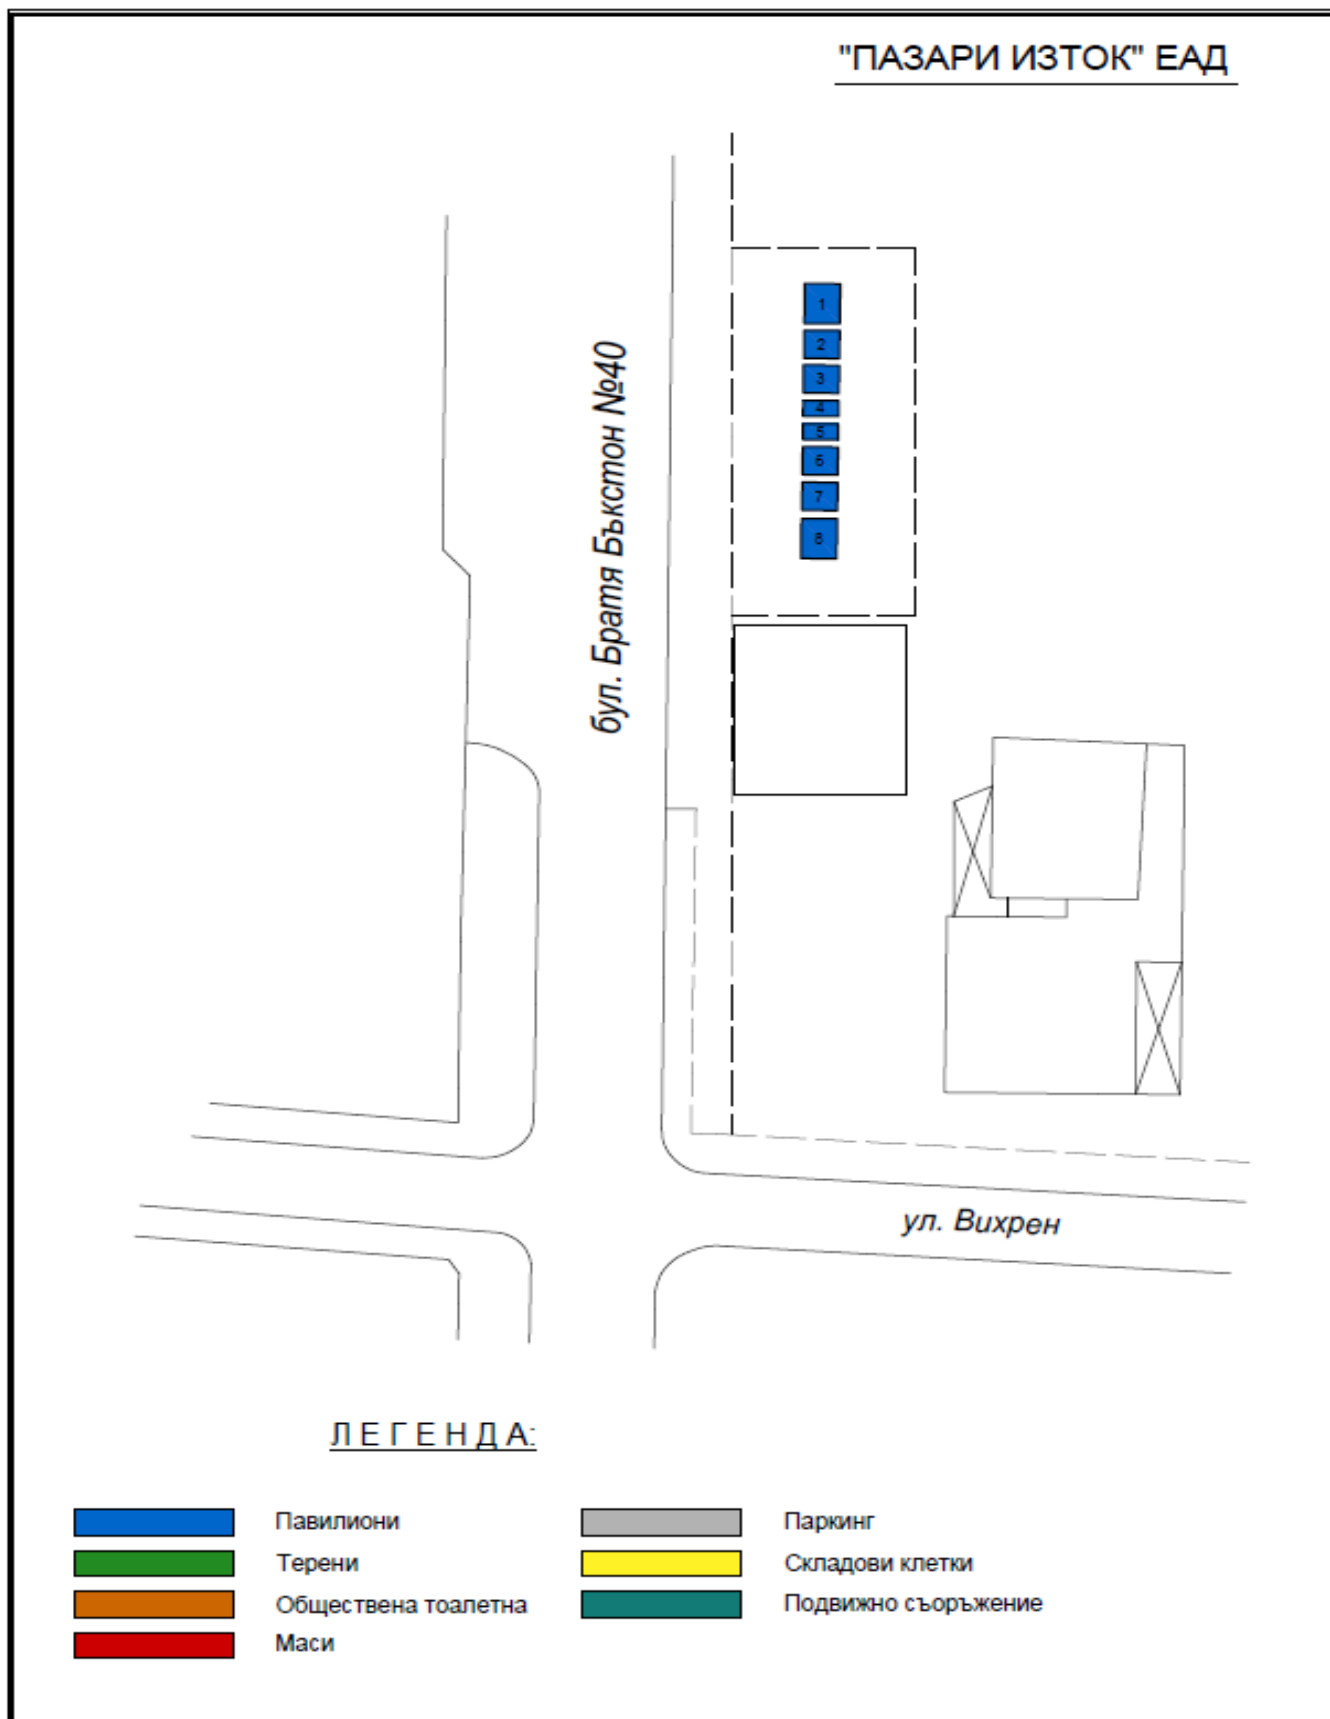 "ПАЗАРИ ИЗТОК" ЕАД
бул. Братя Бъкстон №40
1
2
3
4
5
6
7
8
ул. Вихрен
ЛЕГЕНДА:
Павилиони
Терени
Обществена тоалетна
Маси
Паркинг
Складови клетки
Подвижно съоръжение